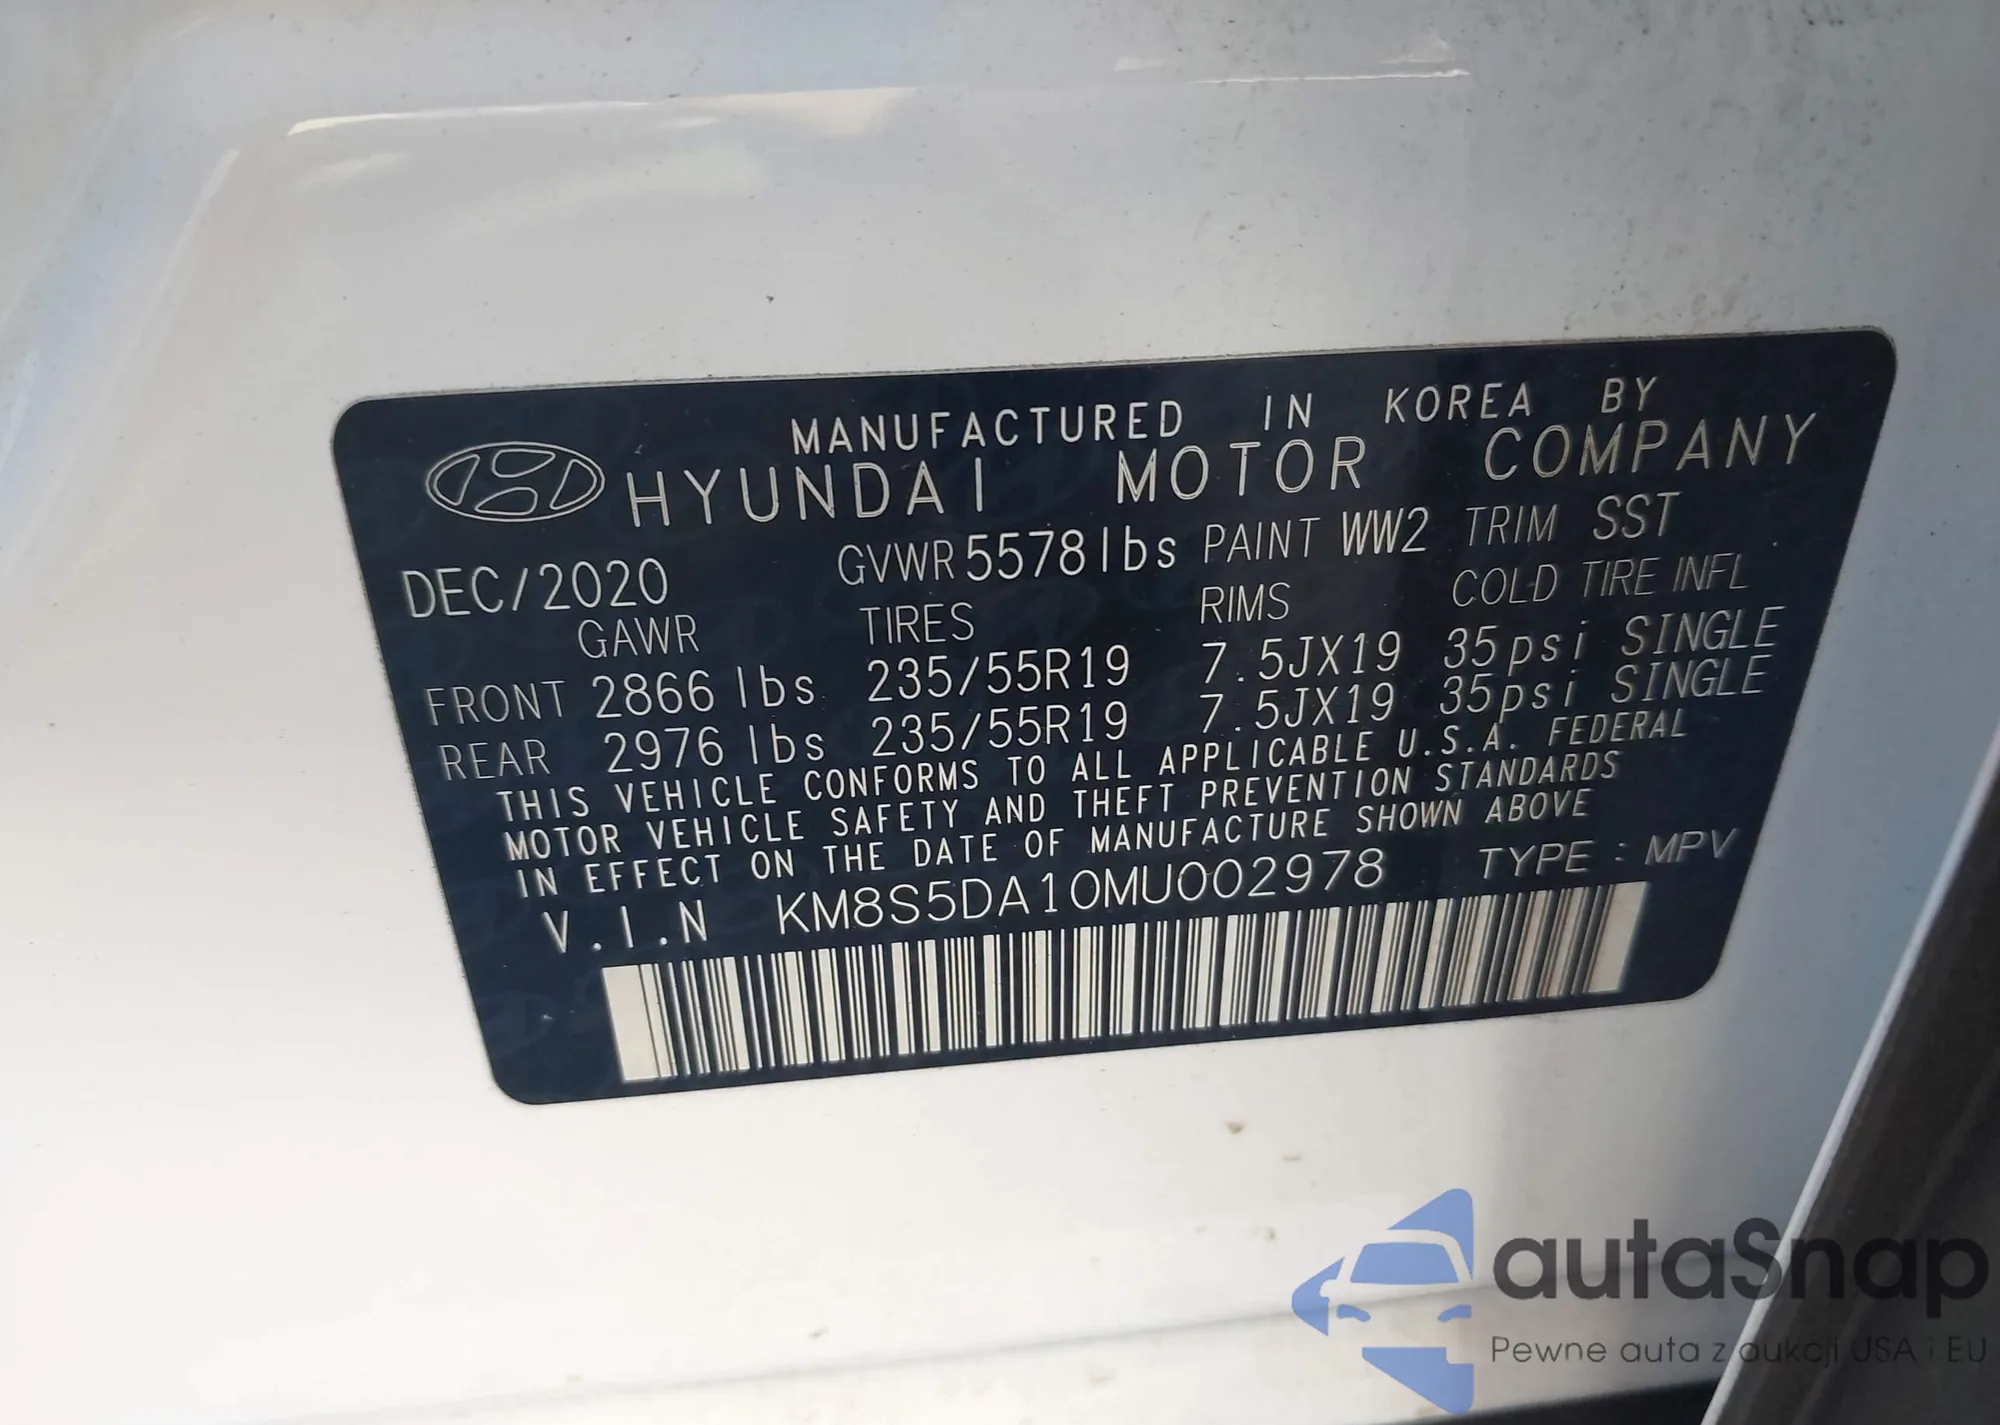 MANUFACTURED IN KOREA BY
HYUNDAI MOTOR COMPANY
DEC/2020 GVWR 5578lbs PAINT WW2 TRIM SST
GAWR TIRES RIMS COLD TIRE INFL
FRONT 2866 lbs 235/55R19 7.5JX19 35psi SINGLE
REAR 2976 lbs 235/55R19 7.5JX19 35psi SINGLE
THIS VEHICLE CONFORMS TO ALL APPLICABLE U.S.A. FEDERAL
MOTOR VEHICLE SAFETY AND THEFT PREVENTION STANDARDS
IN EFFECT ON THE DATE OF MANUFACTURE SHOWN ABOVE
V.I.N KM8S5DA10MU002978 TYPE : MPV
autaSnap
Pewne auta z aukcji USA i EU